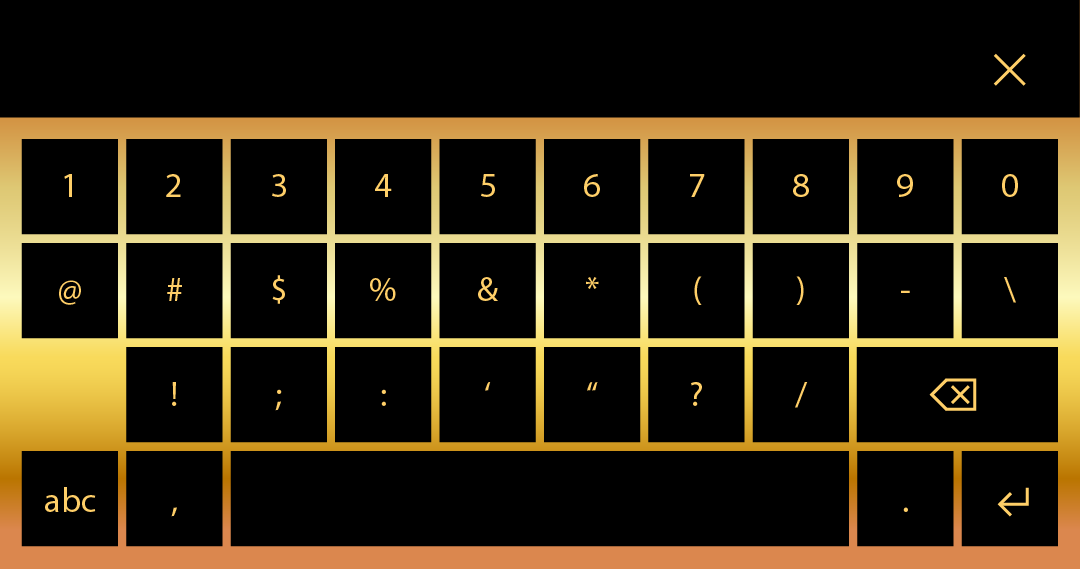 1 2 3 4 5 6 7 8 9 0
@ # $ % & * ( ) - \
! ; : ‘ “ ? /
abc , .